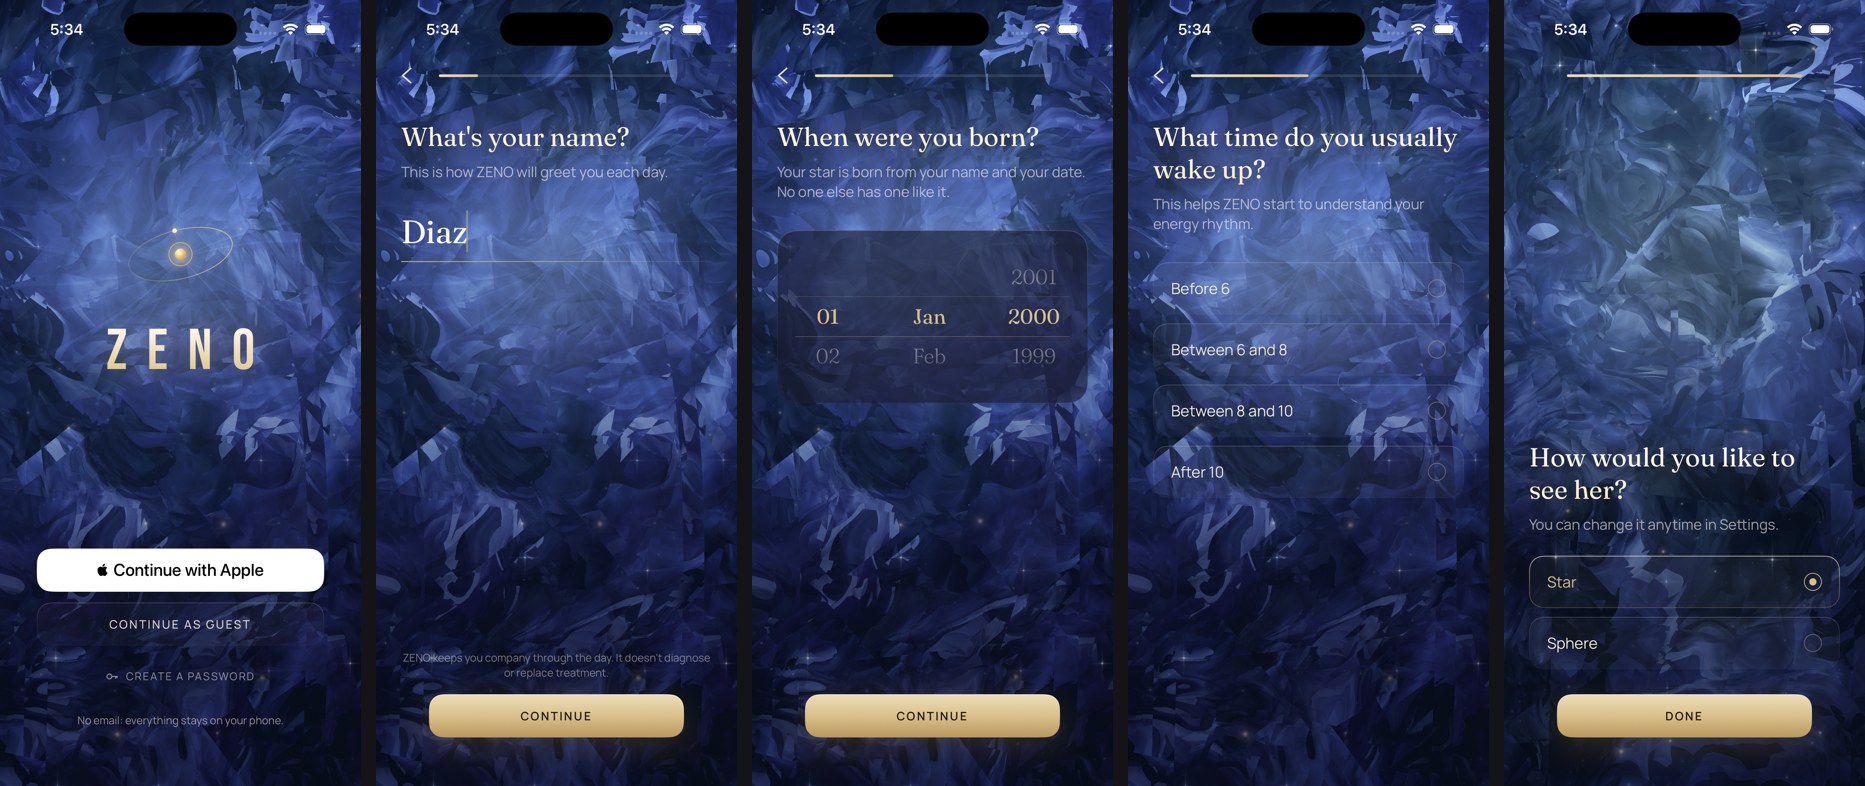 5:34
ZENO
Continue with Apple
CONTINUE AS GUEST
CREATE A PASSWORD
No email: everything stays on your phone.
5:34
What's your name?
This is how ZENO will greet you each day.
Diaz
ZENO keeps you company through the day. It doesn't diagnose
or replace treatment.
CONTINUE
5:34
When were you born?
Your star is born from your name and your date.
No one else has one like it.
2001
01 Jan 2000
02 Feb 1999
CONTINUE
5:34
What time do you usually
wake up?
This helps ZENO start to understand your
energy rhythm.
Before 6
Between 6 and 8
Between 8 and 10
After 10
5:34
How would you like to
see her?
You can change it anytime in Settings.
Star
Sphere
DONE